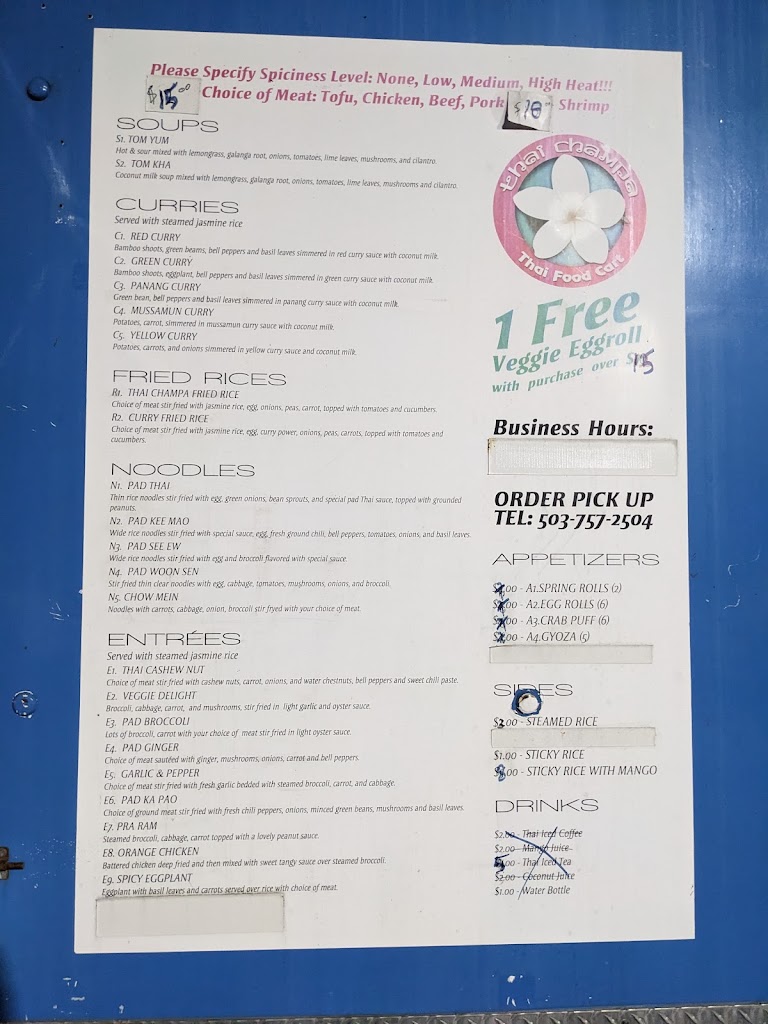 Please Specify Spiciness Level: None, Low, Medium, High Heat!!!
$15.00 Choice of Meat: Tofu, Chicken, Beef, Pork $18.00 Shrimp
SOUPS
S1. TOM YUM
Hot & sour mixed with lemongrass, galanga root, onions, tomatoes, lime leaves, mushrooms, and cilantro.
S2. TOM KHA
Coconut milk soup mixed with lemongrass, galanga root, onions, tomatoes, lime leaves, mushrooms and cilantro.
CURRIES
Served with steamed jasmine rice
C1. RED CURRY
Bamboo shoots, green beans, bell peppers and basil leaves simmered in red curry sauce with coconut milk.
C2. GREEN CURRY
Bamboo shoots, eggplant, bell peppers and basil leaves simmered in green curry sauce with coconut milk.
C3. PANANG CURRY
Green bean, bell peppers and basil leaves simmered in panang curry sauce with coconut milk.
C4. MUSSAMUN CURRY
Potatoes, carrot, simmered in mussamun curry sauce with coconut milk.
C5. YELLOW CURRY
Potatoes, carrots, and onions simmered in yellow curry sauce and coconut milk.
FRIED RICES
R1. THAI CHAMPA FRIED RICE
Choice of meat stir fried with jasmine rice, egg, onions, peas, carrot, topped with tomatoes and cucumbers.
R2. CURRY FRIED RICE
Choice of meat stir fried with jasmine rice, egg, curry power, onions, peas, carrots, topped with tomatoes and
cucumbers.
NOODLES
N1. PAD THAI
Thin rice noodles stir fried with egg, green onions, bean sprouts, and special pad Thai sauce, topped with grounded
peanuts.
N2. PAD KEE MAO
Wide rice noodles stir fried with special sauce, egg, fresh ground chili, bell peppers, tomatoes, onions, and basil leaves.
N3. PAD SEE EW
Wide rice noodles stir fried with egg and broccoli flavored with special sauce.
N4. PAD WOON SEN
Stir fried thin clear noodles with egg, cabbage, tomatoes, mushrooms, onions, and broccoli.
N5. CHOW MEIN
Noodles with carrots, cabbage, onion, broccoli stir fryed with your choice of meat.
ENTRÉES
Served with steamed jasmine rice
E1. THAI CASHEW NUT
Choice of meat stir fried with cashew nuts, carrot, onions, and water chestnuts, bell peppers and sweet chili paste.
E2. VEGGIE DELIGHT
Broccoli, cabbage, carrot, and mushrooms, stir fried in light garlic and oyster sauce.
E3. PAD BROCCOLI
Lots of broccoli, carrot with your choice of meat stir fried in light oyster sauce.
E4. PAD GINGER
Choice of meat sautéed with ginger, mushrooms, onions, carrot and bell peppers.
E5. GARLIC & PEPPER
Choice of meat stir fried with fresh garlic bedded with steamed broccoli, carrot, and cabbage.
E6. PAD KA PAO
Choice of ground meat stir fried with fresh chili peppers, onions, minced green beans, mushrooms and basil leaves.
E7. PRA RAM
Steamed broccoli, cabbage, carrot topped with a lovely peanut sauce.
E8. ORANGE CHICKEN
Battered chicken deep fried and then mixed with sweet tangy sauce over steamed broccoli.
E9. SPICY EGGPLANT
Eggplant with basil leaves and carrots served over rice with choice of meat.
thai champa
Thai Food Cart
1 Free
Veggie Eggroll
with purchase over $15
Business Hours:
ORDER PICK UP
TEL: 503-757-2504
APPETIZERS
.00 - A1.SPRING ROLLS (2)
.00 - A2.EGG ROLLS (6)
.00 - A3.CRAB PUFF (6)
.00 - A4.GYOZA (5)
SIDES
$2.00 - STEAMED RICE
$1.00 - STICKY RICE
$8.00 - STICKY RICE WITH MANGO
DRINKS
$2.00 - Thai Iced Coffee
$2.00 - Mango Juice
$5.00 - Thai Iced Tea
$2.00 - Coconut Juice
$1.00 - Water Bottle